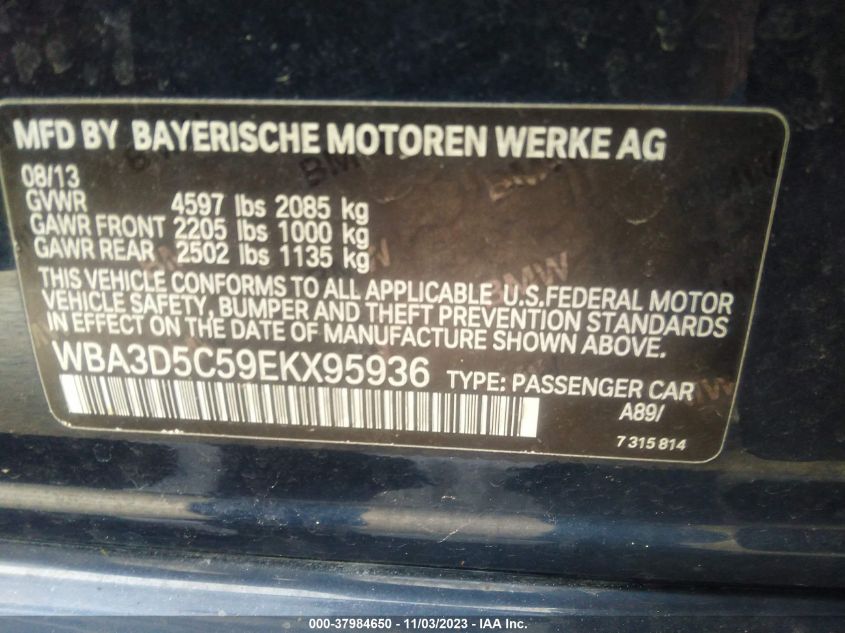 MFD BY BAYERISCHE MOTOREN WERKE AG
08/13
GVWR 4597 lbs 2085 kg
GAWR FRONT 2205 lbs 1000 kg
GAWR REAR 2502 lbs 1135 kg
THIS VEHICLE CONFORMS TO ALL APPLICABLE U.S.FEDERAL MOTOR
VEHICLE SAFETY, BUMPER AND THEFT PREVENTION STANDARDS
IN EFFECT ON THE DATE OF MANUFACTURE SHOWN ABOVE.
WBA3D5C59EKX95936 TYPE: PASSENGER CAR
A89/
7 315 814
BMW
000-37984650 - 11/03/2023 - IAA Inc.